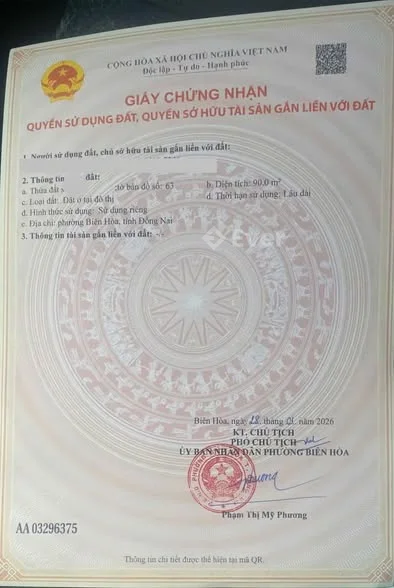 CỘNG HÒA XÃ HỘI CHỦ NGHĨA VIỆT NAM
Độc lập - Tự do - Hạnh phúc
GIẤY CHỨNG NHẬN
QUYỀN SỬ DỤNG ĐẤT, QUYỀN SỞ HỮU TÀI SẢN GẮN LIỀN VỚI ĐẤT
1. Người sử dụng đất, chủ sở hữu tài sản gắn liền với đất:
2. Thông tin đất:
a. Thửa đất s tờ bản đồ số: 63 b. Diện tích: 90.0 m²
c. Loại đất: Đất ở tại đô thị d. Thời hạn sử dụng: Lâu dài
đ. Hình thức sử dụng: Sử dụng riêng
e. Địa chỉ: phường Biên Hòa, tỉnh Đồng Nai
3. Thông tin tài sản gắn liền với đất: -/-
Ever
Biên Hòa, ngày 28 tháng 01 năm 2026
KT. CHỦ TỊCH
PHÓ CHỦ TỊCH
ỦY BAN NHÂN DÂN PHƯỜNG BIÊN HÒA
Phạm Thị Mỹ Phương
AA 03296375
Thông tin chi tiết được thể hiện tại mã QR.